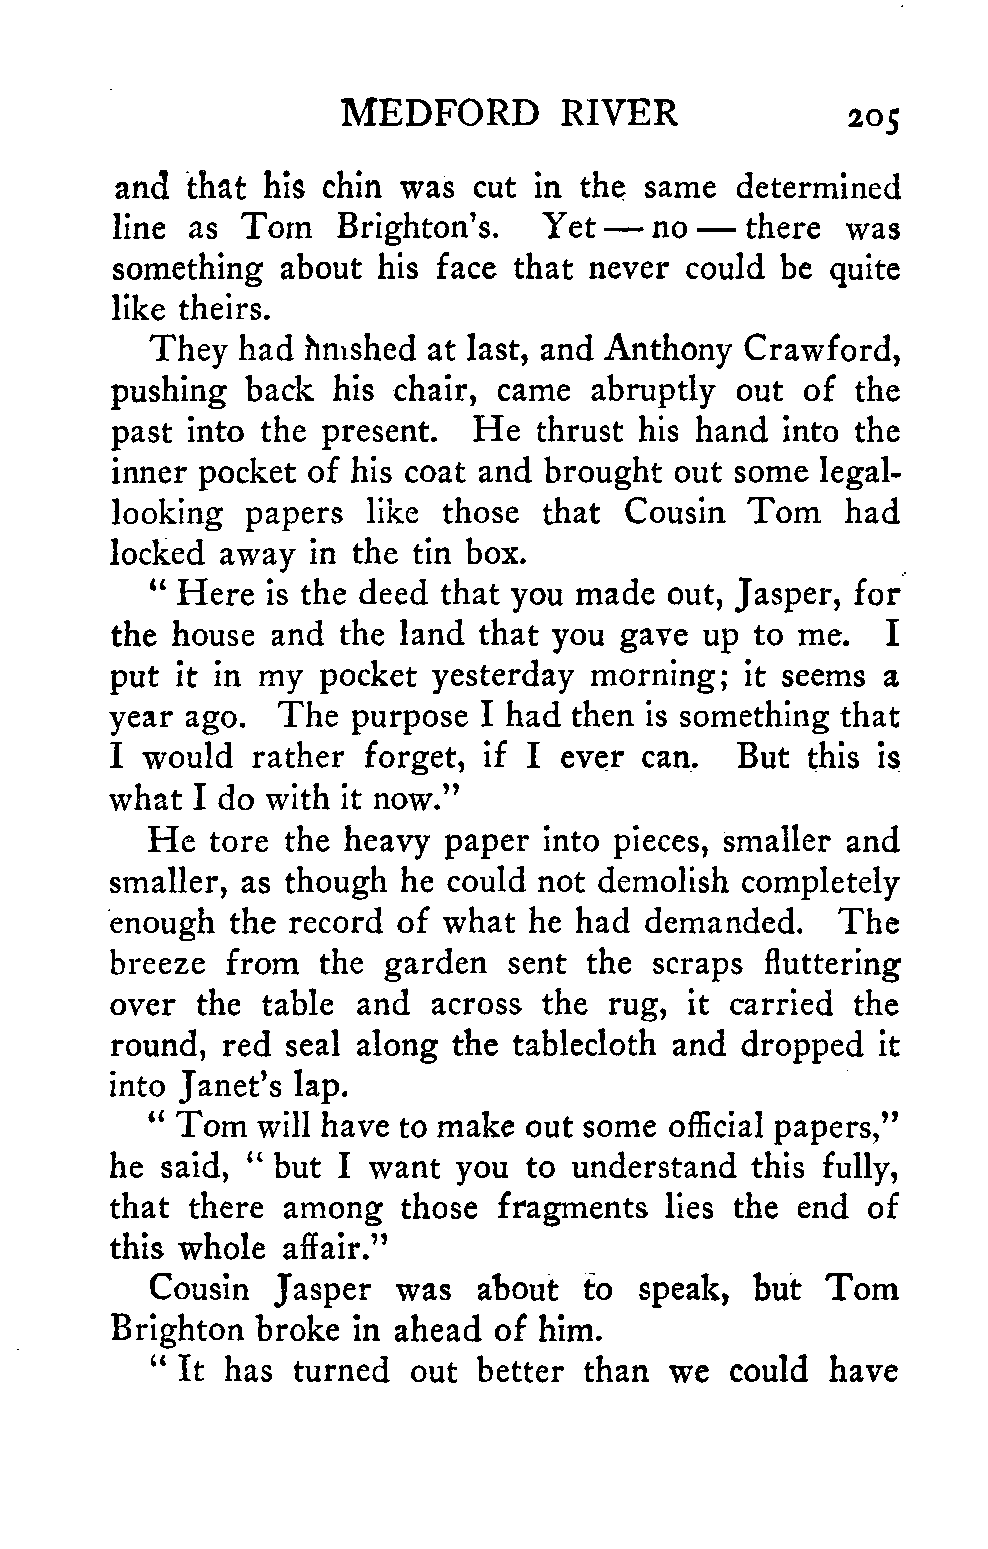 MEDFORD RIVER 205
and that his chin was cut in the same determined
line as Tom Brighton's. Yet — no — there was
something about his face that never could be quite
like theirs.
They had finished at last, and Anthony Crawford,
pushing back his chair, came abruptly out of the
past into the present. He thrust his hand into the
inner pocket of his coat and brought out some legal-
looking papers like those that Cousin Tom had
locked away in the tin box.
“ Here is the deed that you made out, Jasper, for
the house and the land that you gave up to me. I
put it in my pocket yesterday morning; it seems a
year ago. The purpose I had then is something that
I would rather forget, if I ever can. But this is
what I do with it now.”
He tore the heavy paper into pieces, smaller and
smaller, as though he could not demolish completely
enough the record of what he had demanded. The
breeze from the garden sent the scraps fluttering
over the table and across the rug, it carried the
round, red seal along the tablecloth and dropped it
into Janet's lap.
“ Tom will have to make out some official papers,”
he said, “ but I want you to understand this fully,
that there among those fragments lies the end of
this whole affair.”
Cousin Jasper was about to speak, but Tom
Brighton broke in ahead of him.
“ It has turned out better than we could have